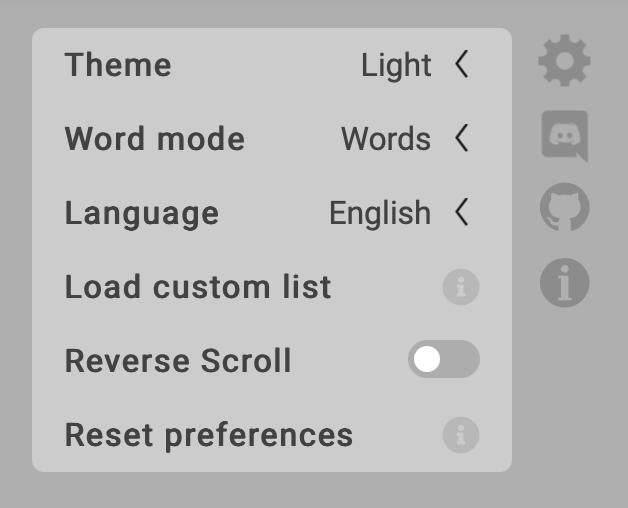 Theme Light
Word mode Words
Language English
Load custom list
Reverse Scroll
Reset preferences